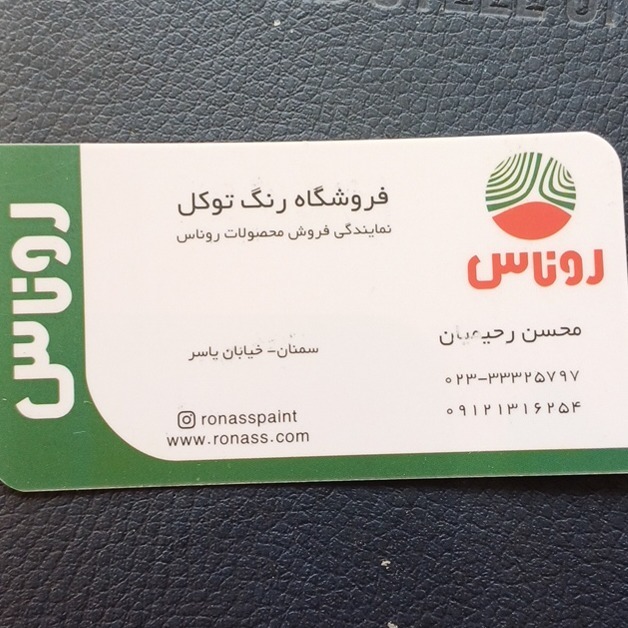 روناس
فروشگاه رنگ توکل
نمایندگی فروش محصولات روناس
روناس
محسن رحیمیان
۰۲۳-۳۳۳۲۵۷۹۷
۰۹۱۲۱۳۱۶۲۵۴
سمنان- خیابان یاسر
ronasspaint
www.ronass.com